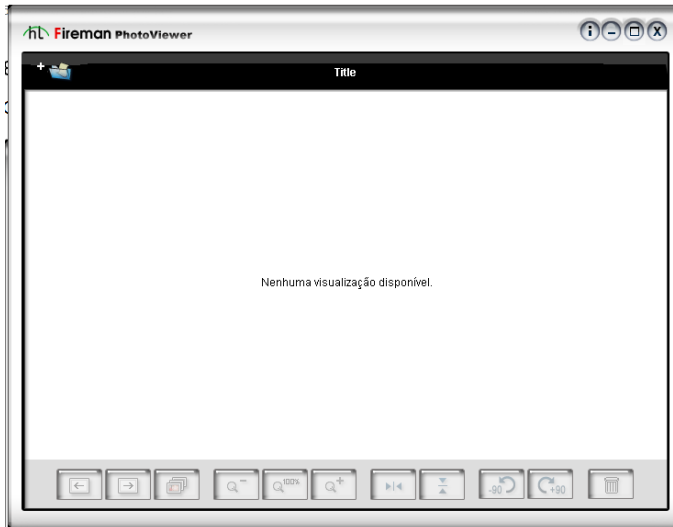 Fireman PhotoViewer
Title
Nenhuma visualização disponível.
100%
-90
+90